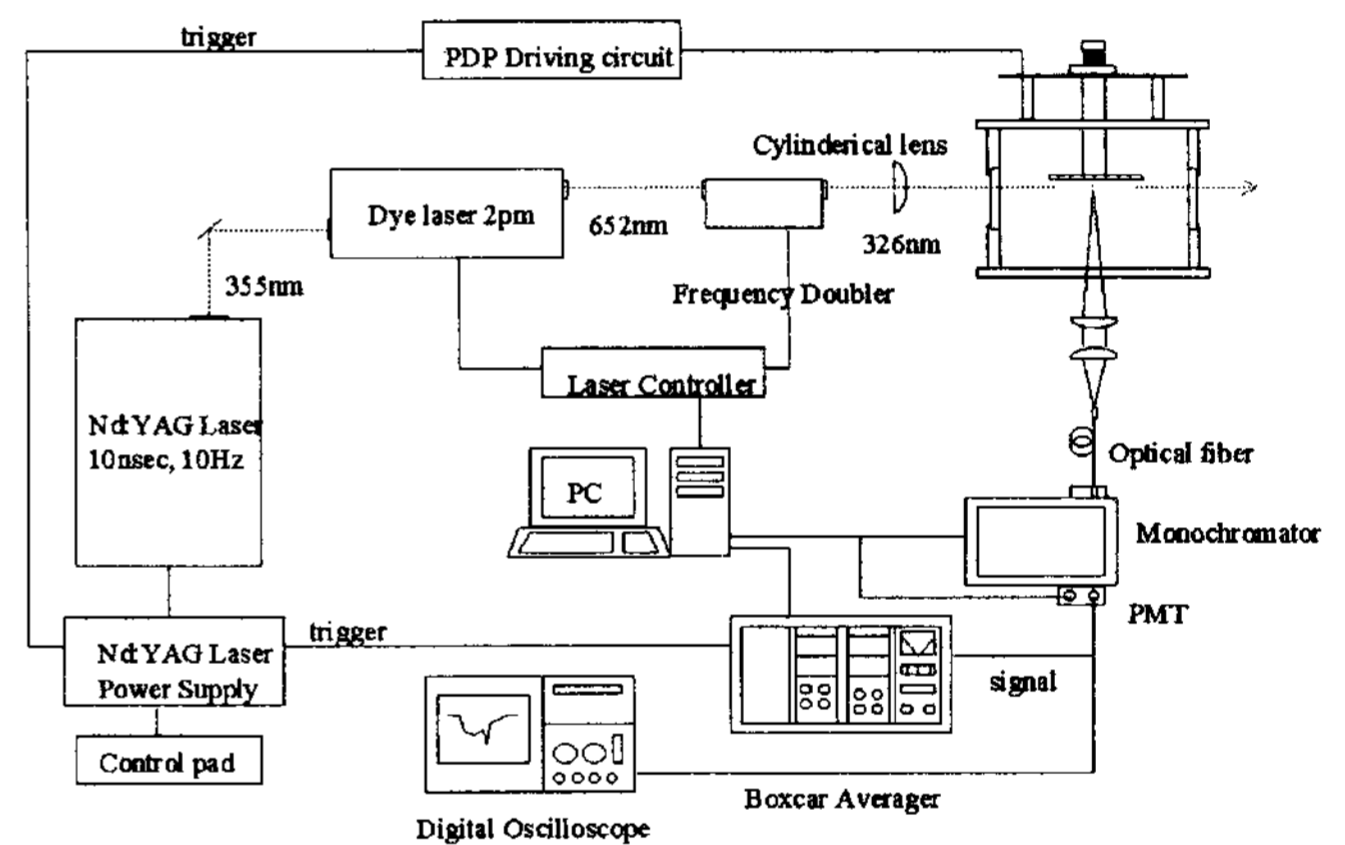 trigger
PDP Driving circuit
Cylinderical lens
Dye laser 2pm
652nm
326nm
355nm
Frequency Doubler
Laser Controller
Nd:YAG Laser
10nsec, 10Hz
PC
Optical fiber
Monochromator
PMT
trigger
Nd:YAG Laser
Power Supply
signal
Control pad
Boxcar Averager
Digital Oscilloscope